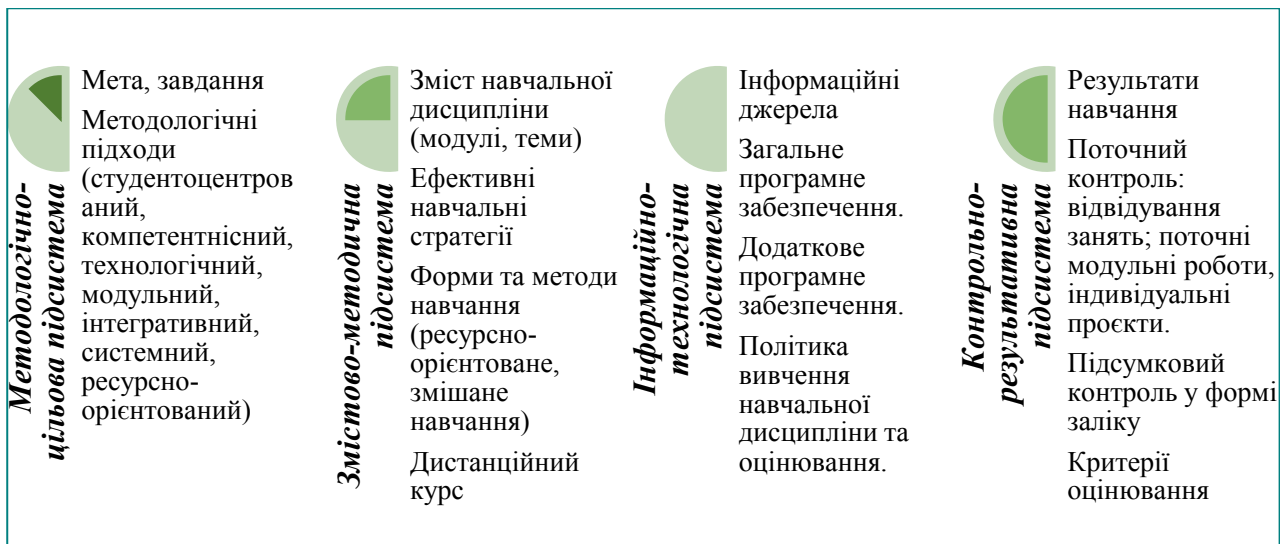 Методологічно-
цільова підсистема
Мета, завдання
Методологічні
підходи
(студентоцентров
аний,
компетентнісний,
технологічний,
модульний,
інтегративний,
системний,
ресурсно-
орієнтований)
Змістово-методична
підсистема
Зміст навчальної
дисципліни
(модулі, теми)
Ефективні
навчальні
стратегії
Форми та методи
навчання
(ресурсно-
орієнтоване,
змішане
навчання)
Дистанційний
курс
Інформаційно-
технологічна
підсистема
Інформаційні
джерела
Загальне
програмне
забезпечення.
Додаткове
програмне
забезпечення.
Політика
вивчення
навчальної
дисципліни та
оцінювання.
Контрольно-
результативна
підсистема
Результати
навчання
Поточний
контроль:
відвідування
занять; поточні
модульні роботи,
індивідуальні
проєкти.
Підсумковий
контроль у формі
заліку
Критерії
оцінювання